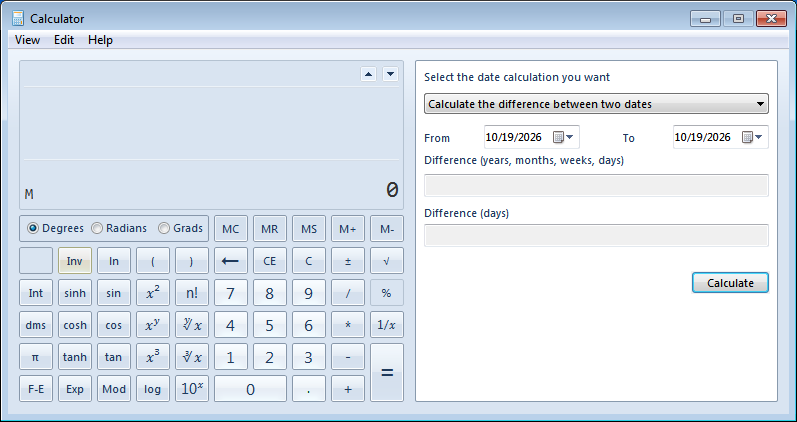 Calculator
View Edit Help
Select the date calculation you want
Calculate the difference between two dates
From 10/19/2026 To 10/19/2026
Difference (years, months, weeks, days)
Difference (days)
Calculate
M 0
Degrees Radians Grads MC MR MS M+ M-
Inv ln ( ) ← CE C ± √
Int sinh sin x² n! 7 8 9 / %
dms cosh cos xʸ ʸ√x 4 5 6 * 1/x
π tanh tan x³ ³√x 1 2 3 - =
F-E Exp Mod log 10ˣ 0 . +